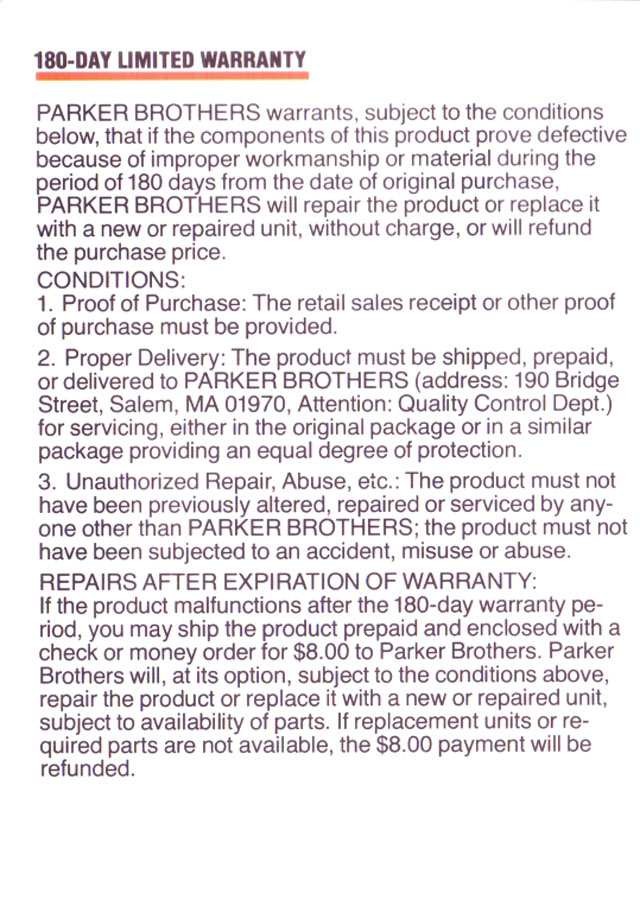 180-DAY LIMITED WARRANTY
PARKER BROTHERS warrants, subject to the conditions
below, that if the components of this product prove defective
because of improper workmanship or material during the
period of 180 days from the date of original purchase,
PARKER BROTHERS will repair the product or replace it
with a new or repaired unit, without charge, or will refund
the purchase price.
CONDITIONS:
1. Proof of Purchase: The retail sales receipt or other proof
of purchase must be provided.
2. Proper Delivery: The product must be shipped, prepaid,
or delivered to PARKER BROTHERS (address: 190 Bridge
Street, Salem, MA 01970, Attention: Quality Control Dept.)
for servicing, either in the original package or in a similar
package providing an equal degree of protection.
3. Unauthorized Repair, Abuse, etc.: The product must not
have been previously altered, repaired or serviced by any-
one other than PARKER BROTHERS; the product must not
have been subjected to an accident, misuse or abuse.
REPAIRS AFTER EXPIRATION OF WARRANTY:
If the product malfunctions after the 180-day warranty pe-
riod, you may ship the product prepaid and enclosed with a
check or money order for $8.00 to Parker Brothers. Parker
Brothers will, at its option, subject to the conditions above,
repair the product or replace it with a new or repaired unit,
subject to availability of parts. If replacement units or re-
quired parts are not available, the $8.00 payment will be
refunded.